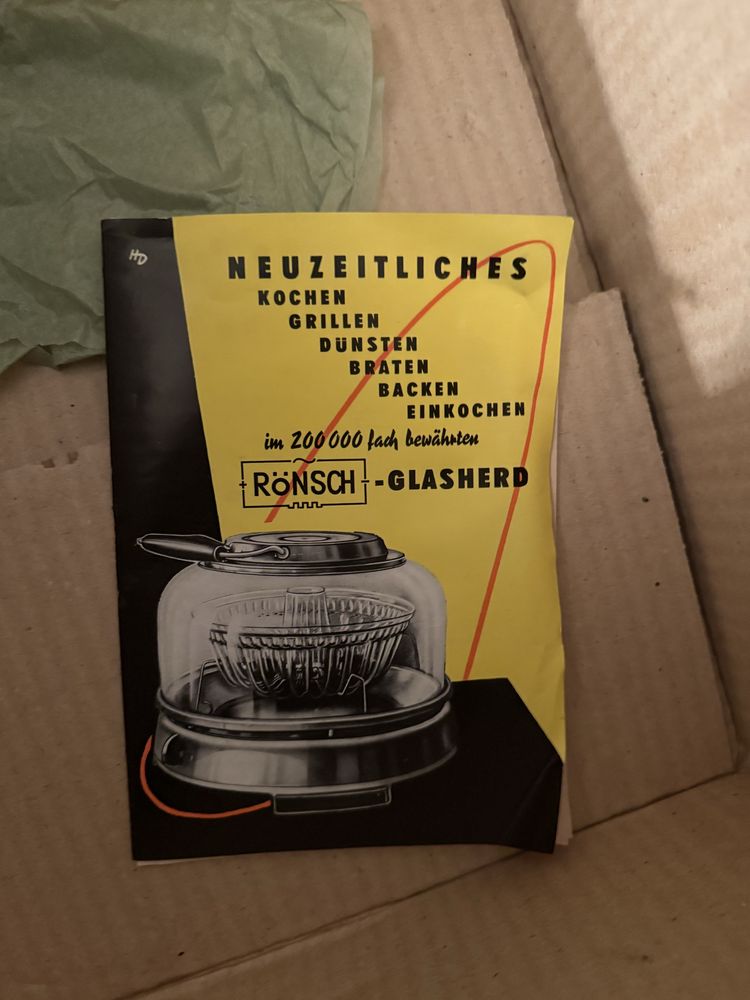 HD
NEUZEITLICHES
KOCHEN
GRILLEN
DÜNSTEN
BRATEN
BACKEN
EINKOCHEN
im 200 000 fach bewährten
RÖNSCH-GLASHERD